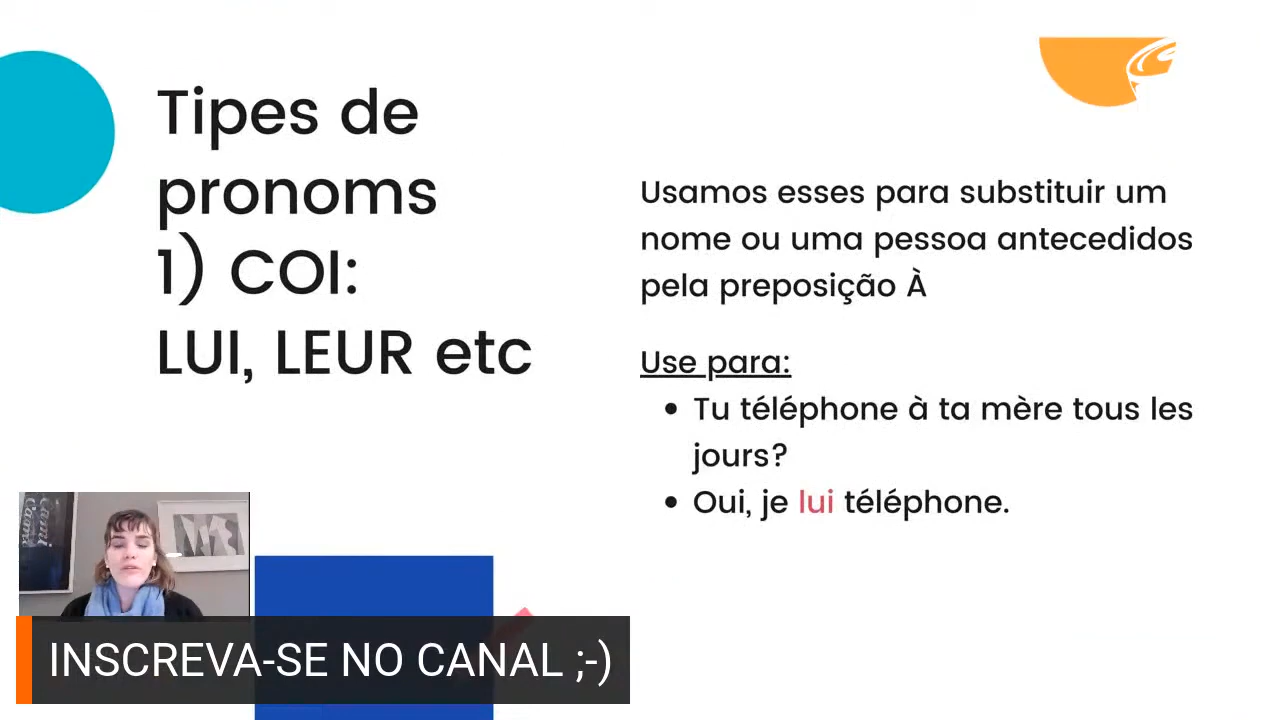 Tipes de
pronoms
1) COI:
LUI, LEUR etc
Usamos esses para substituir um
nome ou uma pessoa antecedidos
pela preposição À
Use para:
• Tu téléphone à ta mère tous les
jours?
• Oui, je lui téléphone.
INSCREVA-SE NO CANAL ;-)